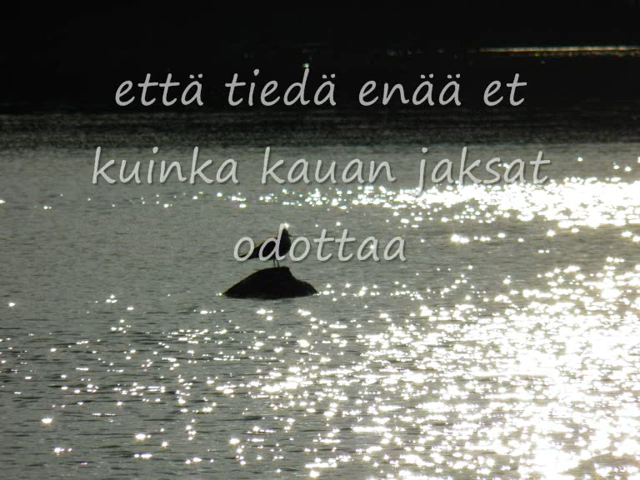 että tiedä enää et
kuinka kauan jaksat
odottaa